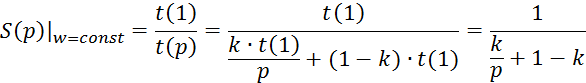 S(p)|w=const = t(1)/t(p) = t(1)/(k·t(1)/p + (1−k)·t(1)) = 1/(k/p + 1 − k)